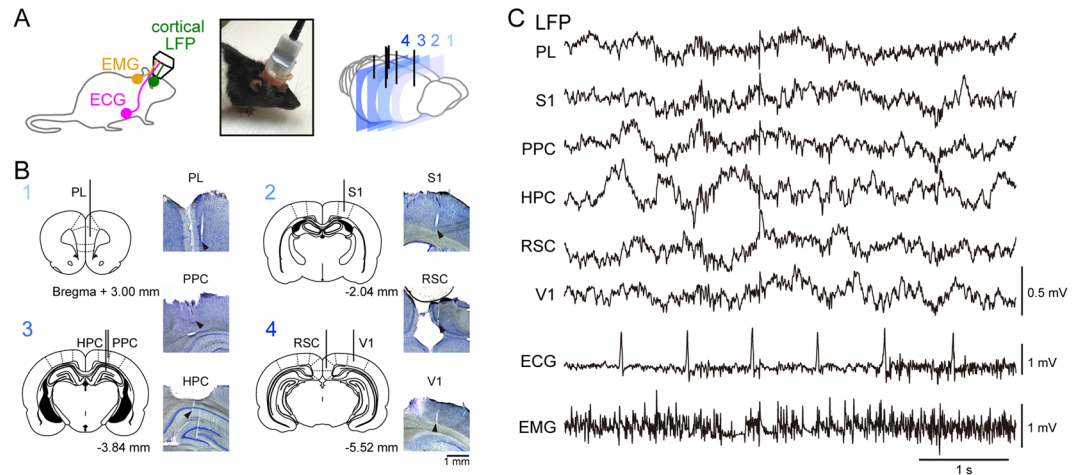 A
cortical
LFP
EMG
ECG
4 3 2 1
B
1
PL
PL
Bregma + 3.00 mm
2
S1
S1
-2.04 mm
PPC
RSC
3
HPC PPC
HPC
-3.84 mm
4
RSC V1
V1
-5.52 mm
1 mm
C
LFP
PL
S1
PPC
HPC
RSC
V1
0.5 mV
ECG
1 mV
EMG
1 mV
1 s